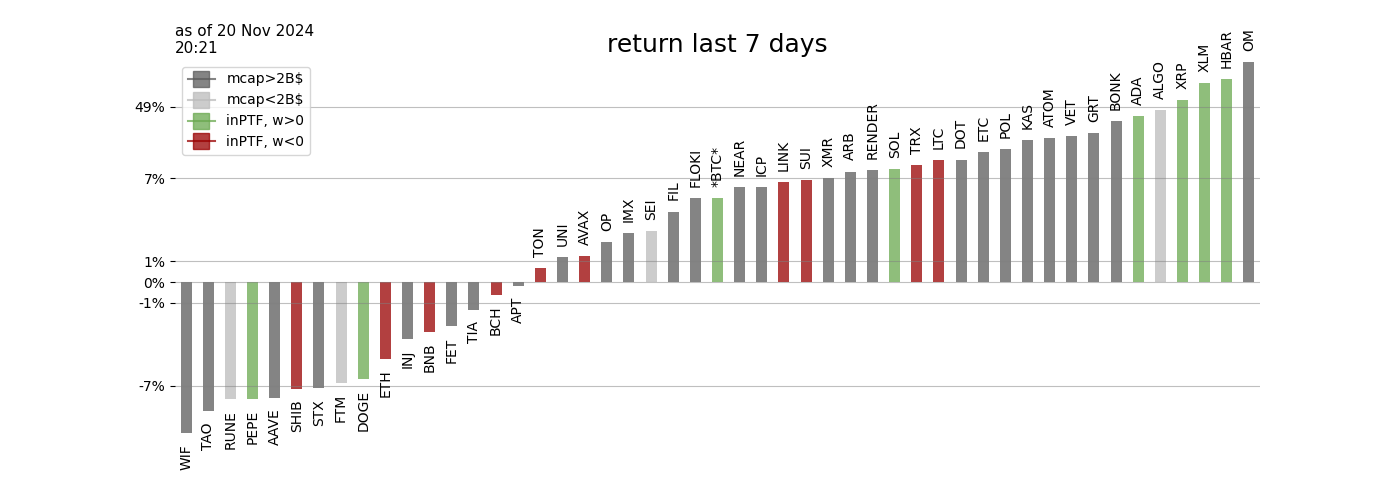 as of 20 Nov 2024
20:21
return last 7 days
mcap>2B$
mcap<2B$
inPTF, w>0
inPTF, w<0
49%
7%
1%
0%
-1%
-7%
WIF
TAO
RUNE
PEPE
AAVE
SHIB
STX
FTM
DOGE
ETH
INJ
BNB
FET
TIA
BCH
APT
TON
UNI
AVAX
OP
IMX
SEI
FIL
FLOKI
*BTC*
NEAR
ICP
LINK
SUI
XMR
ARB
RENDER
SOL
TRX
LTC
DOT
ETC
POL
KAS
ATOM
VET
GRT
BONK
ADA
ALGO
XRP
XLM
HBAR
OM